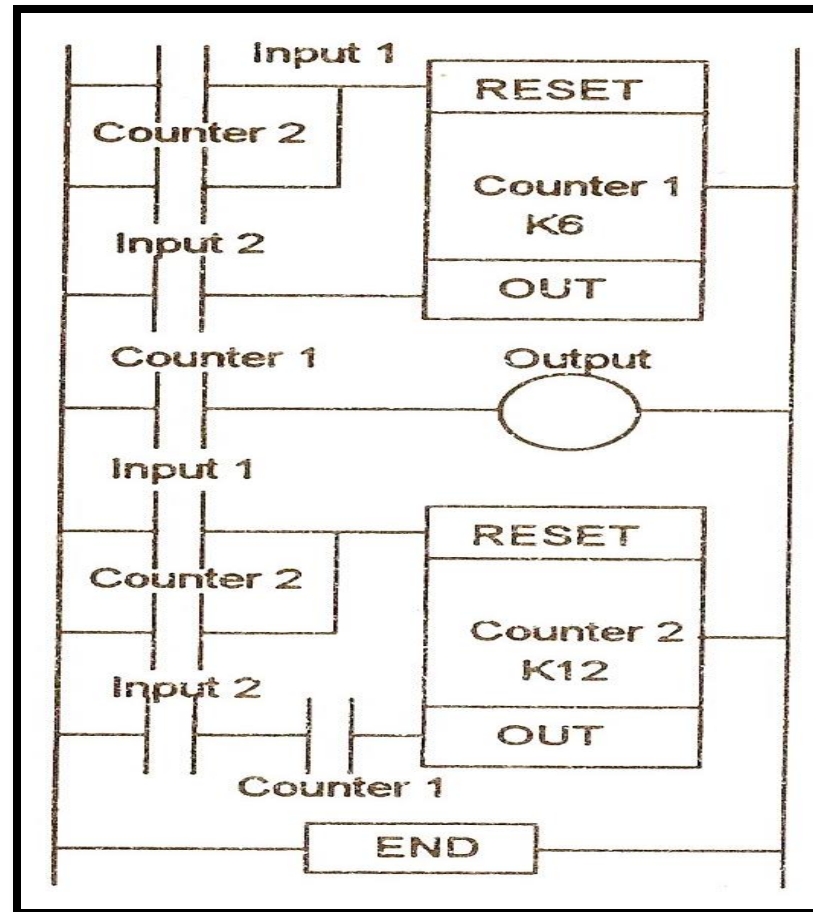 Input 1
RESET
Counter 2
Counter 1
K6
Input 2
OUT
Counter 1
Output
Input 1
RESET
Counter 2
Counter 2
K12
Input 2
OUT
Counter 1
END